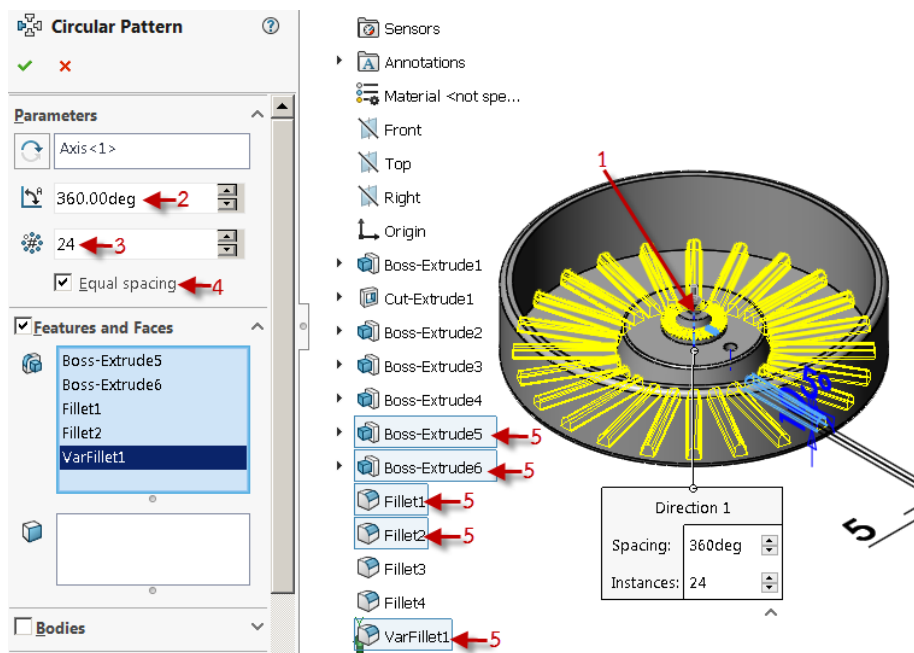 Circular Pattern
Parameters
Axis<1>
360.00deg
2
24
3
Equal spacing
4
Features and Faces
Boss-Extrude5
Boss-Extrude6
Fillet1
Fillet2
VarFillet1
Bodies
Sensors
A Annotations
Material <not spe...
Front
Top
Right
Origin
Boss-Extrude1
Cut-Extrude1
Boss-Extrude2
Boss-Extrude3
Boss-Extrude4
Boss-Extrude5
5
Boss-Extrude6
5
Fillet1
5
Fillet2
5
Fillet3
Fillet4
VarFillet1
5
1
5
Direction 1
Spacing: 360deg
Instances: 24